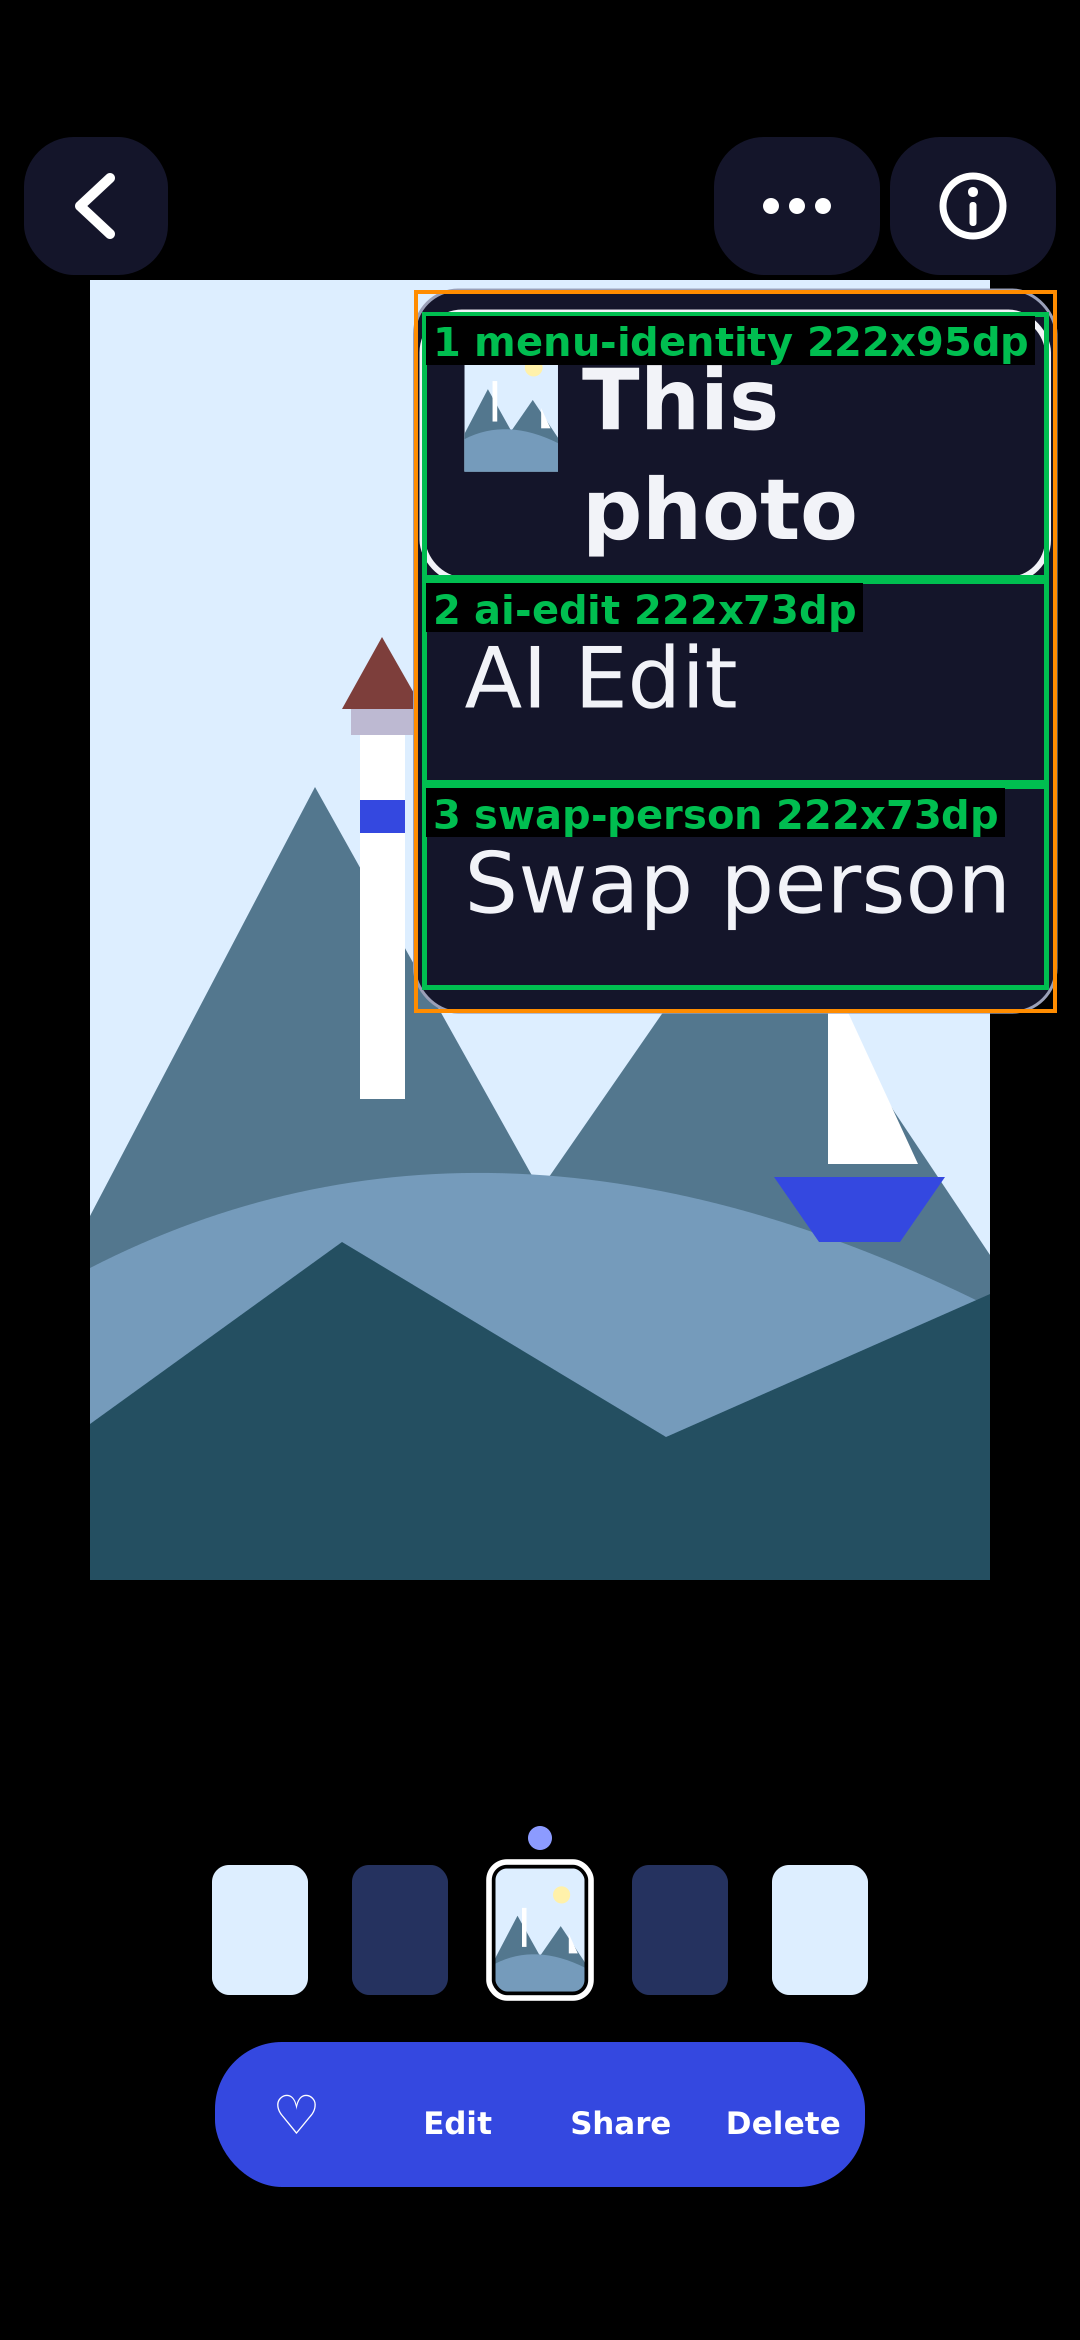 1 menu-identity 222x95dp
This
photo
2 ai-edit 222x73dp
AI Edit
3 swap-person 222x73dp
Swap person
♡ Edit Share Delete